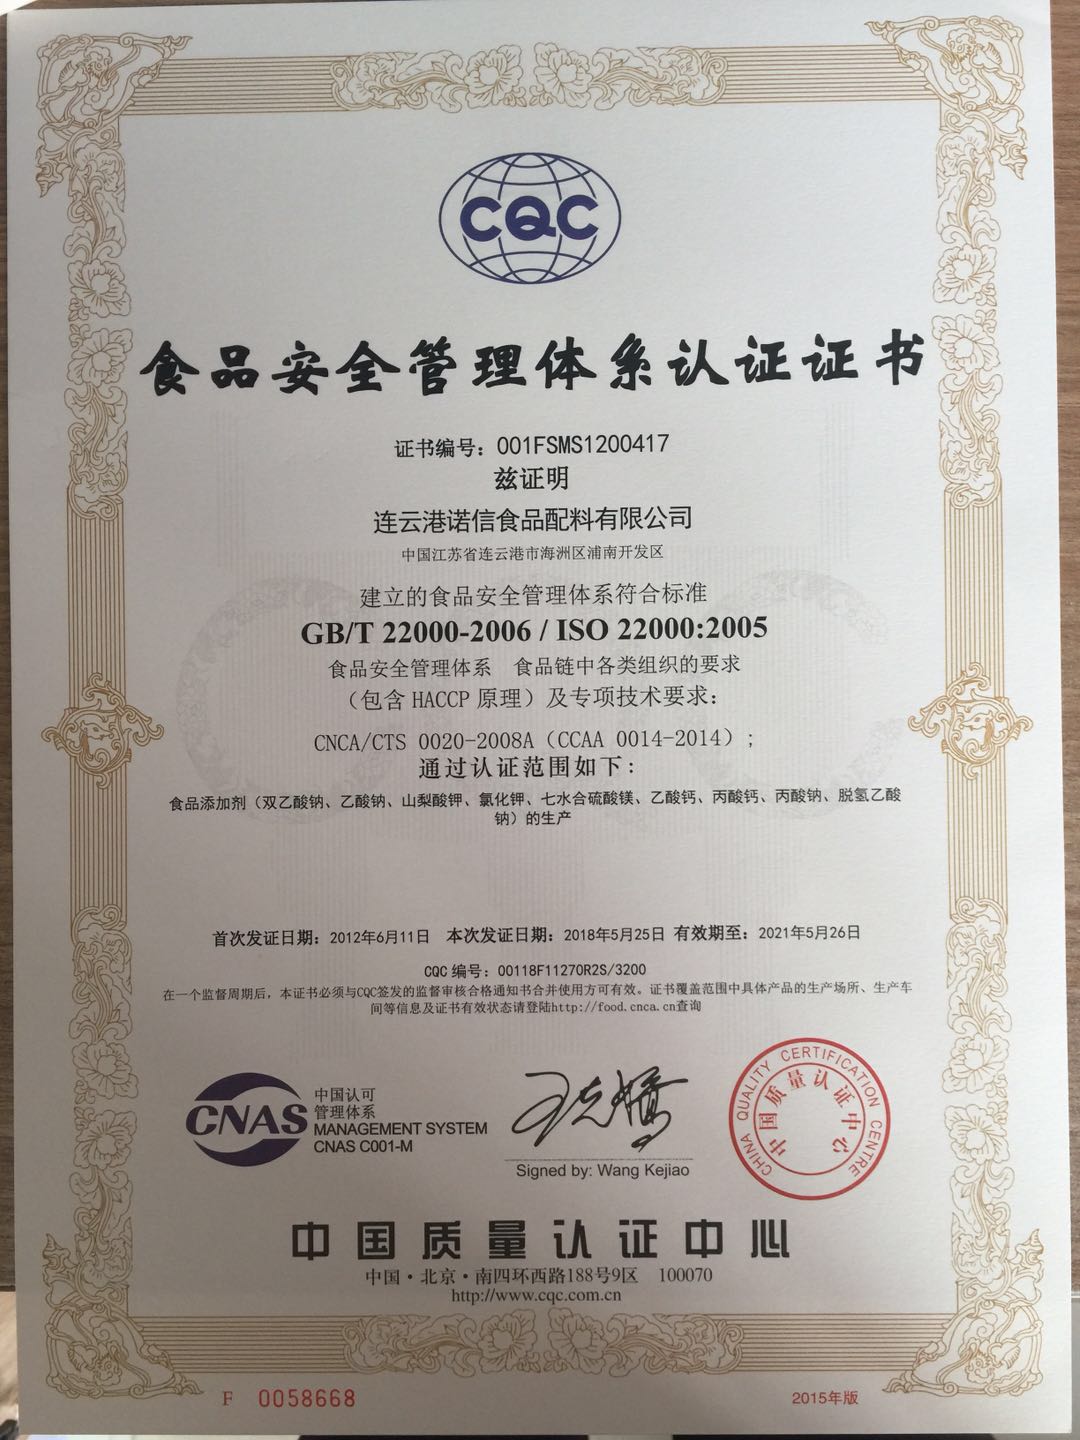 CQC
食品安全管理体系认证证书
证书编号：001FSMS1200417
兹证明
连云港诺信食品配料有限公司
中国江苏省连云港市海洲区浦南开发区
建立的食品安全管理体系符合标准
GB/T 22000-2006 / ISO 22000:2005
食品安全管理体系 食品链中各类组织的要求
（包含 HACCP 原理）及专项技术要求：
CNCA/CTS 0020-2008A（CCAA 0014-2014）;
通过认证范围如下：
食品添加剂（双乙酸钠、乙酸钠、山梨酸钾、氯化钾、七水合硫酸镁、乙酸钙、丙酸钙、丙酸钠、脱氢乙酸
钠）的生产
首次发证日期：2012年6月11日 本次发证日期：2018年5月25日 有效期至：2021年5月26日
CQC 编号：00118F11270R2S/3200
在一个监督周期后，本证书必须与CQC签发的监督审核合格通知书合并使用方可有效。证书覆盖范围中具体产品的生产场所、生产车
间等信息及证书有效状态请登陆http://food.cnca.cn查询
CNAS
中国认可
管理体系
MANAGEMENT SYSTEM
CNAS C001-M
Signed by: Wang Kejiao
CHINA QUALITY CERTIFICATION CENTRE
中国质量认证中心
中国质量认证中心
中国·北京·南四环西路188号9区 100070
http://www.cqc.com.cn
F 0058668
2015年版